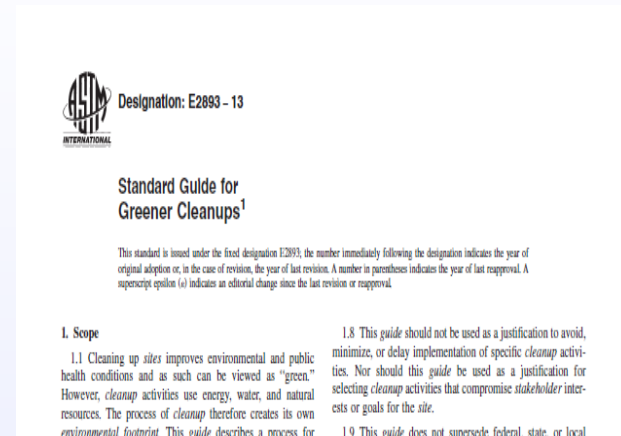 ASTM
INTERNATIONAL
Designation: E2893 – 13
Standard Guide for
Greener Cleanups1
This standard is issued under the fixed designation E2893; the number immediately following the designation indicates the year of
original adoption or, in the case of revision, the year of last revision. A number in parentheses indicates the year of last reapproval. A
superscript epsilon (ε) indicates an editorial change since the last revision or reapproval.
1. Scope
1.1 Cleaning up sites improves environmental and public
health conditions and as such can be viewed as “green.”
However, cleanup activities use energy, water, and natural
resources. The process of cleanup therefore creates its own
environmental footprint. This guide describes a process for
1.8 This guide should not be used as a justification to avoid,
minimize, or delay implementation of specific cleanup activi-
ties. Nor should this guide be used as a justification for
selecting cleanup activities that compromise stakeholder inter-
ests or goals for the site.
1.9 This guide does not supersede federal, state, or local